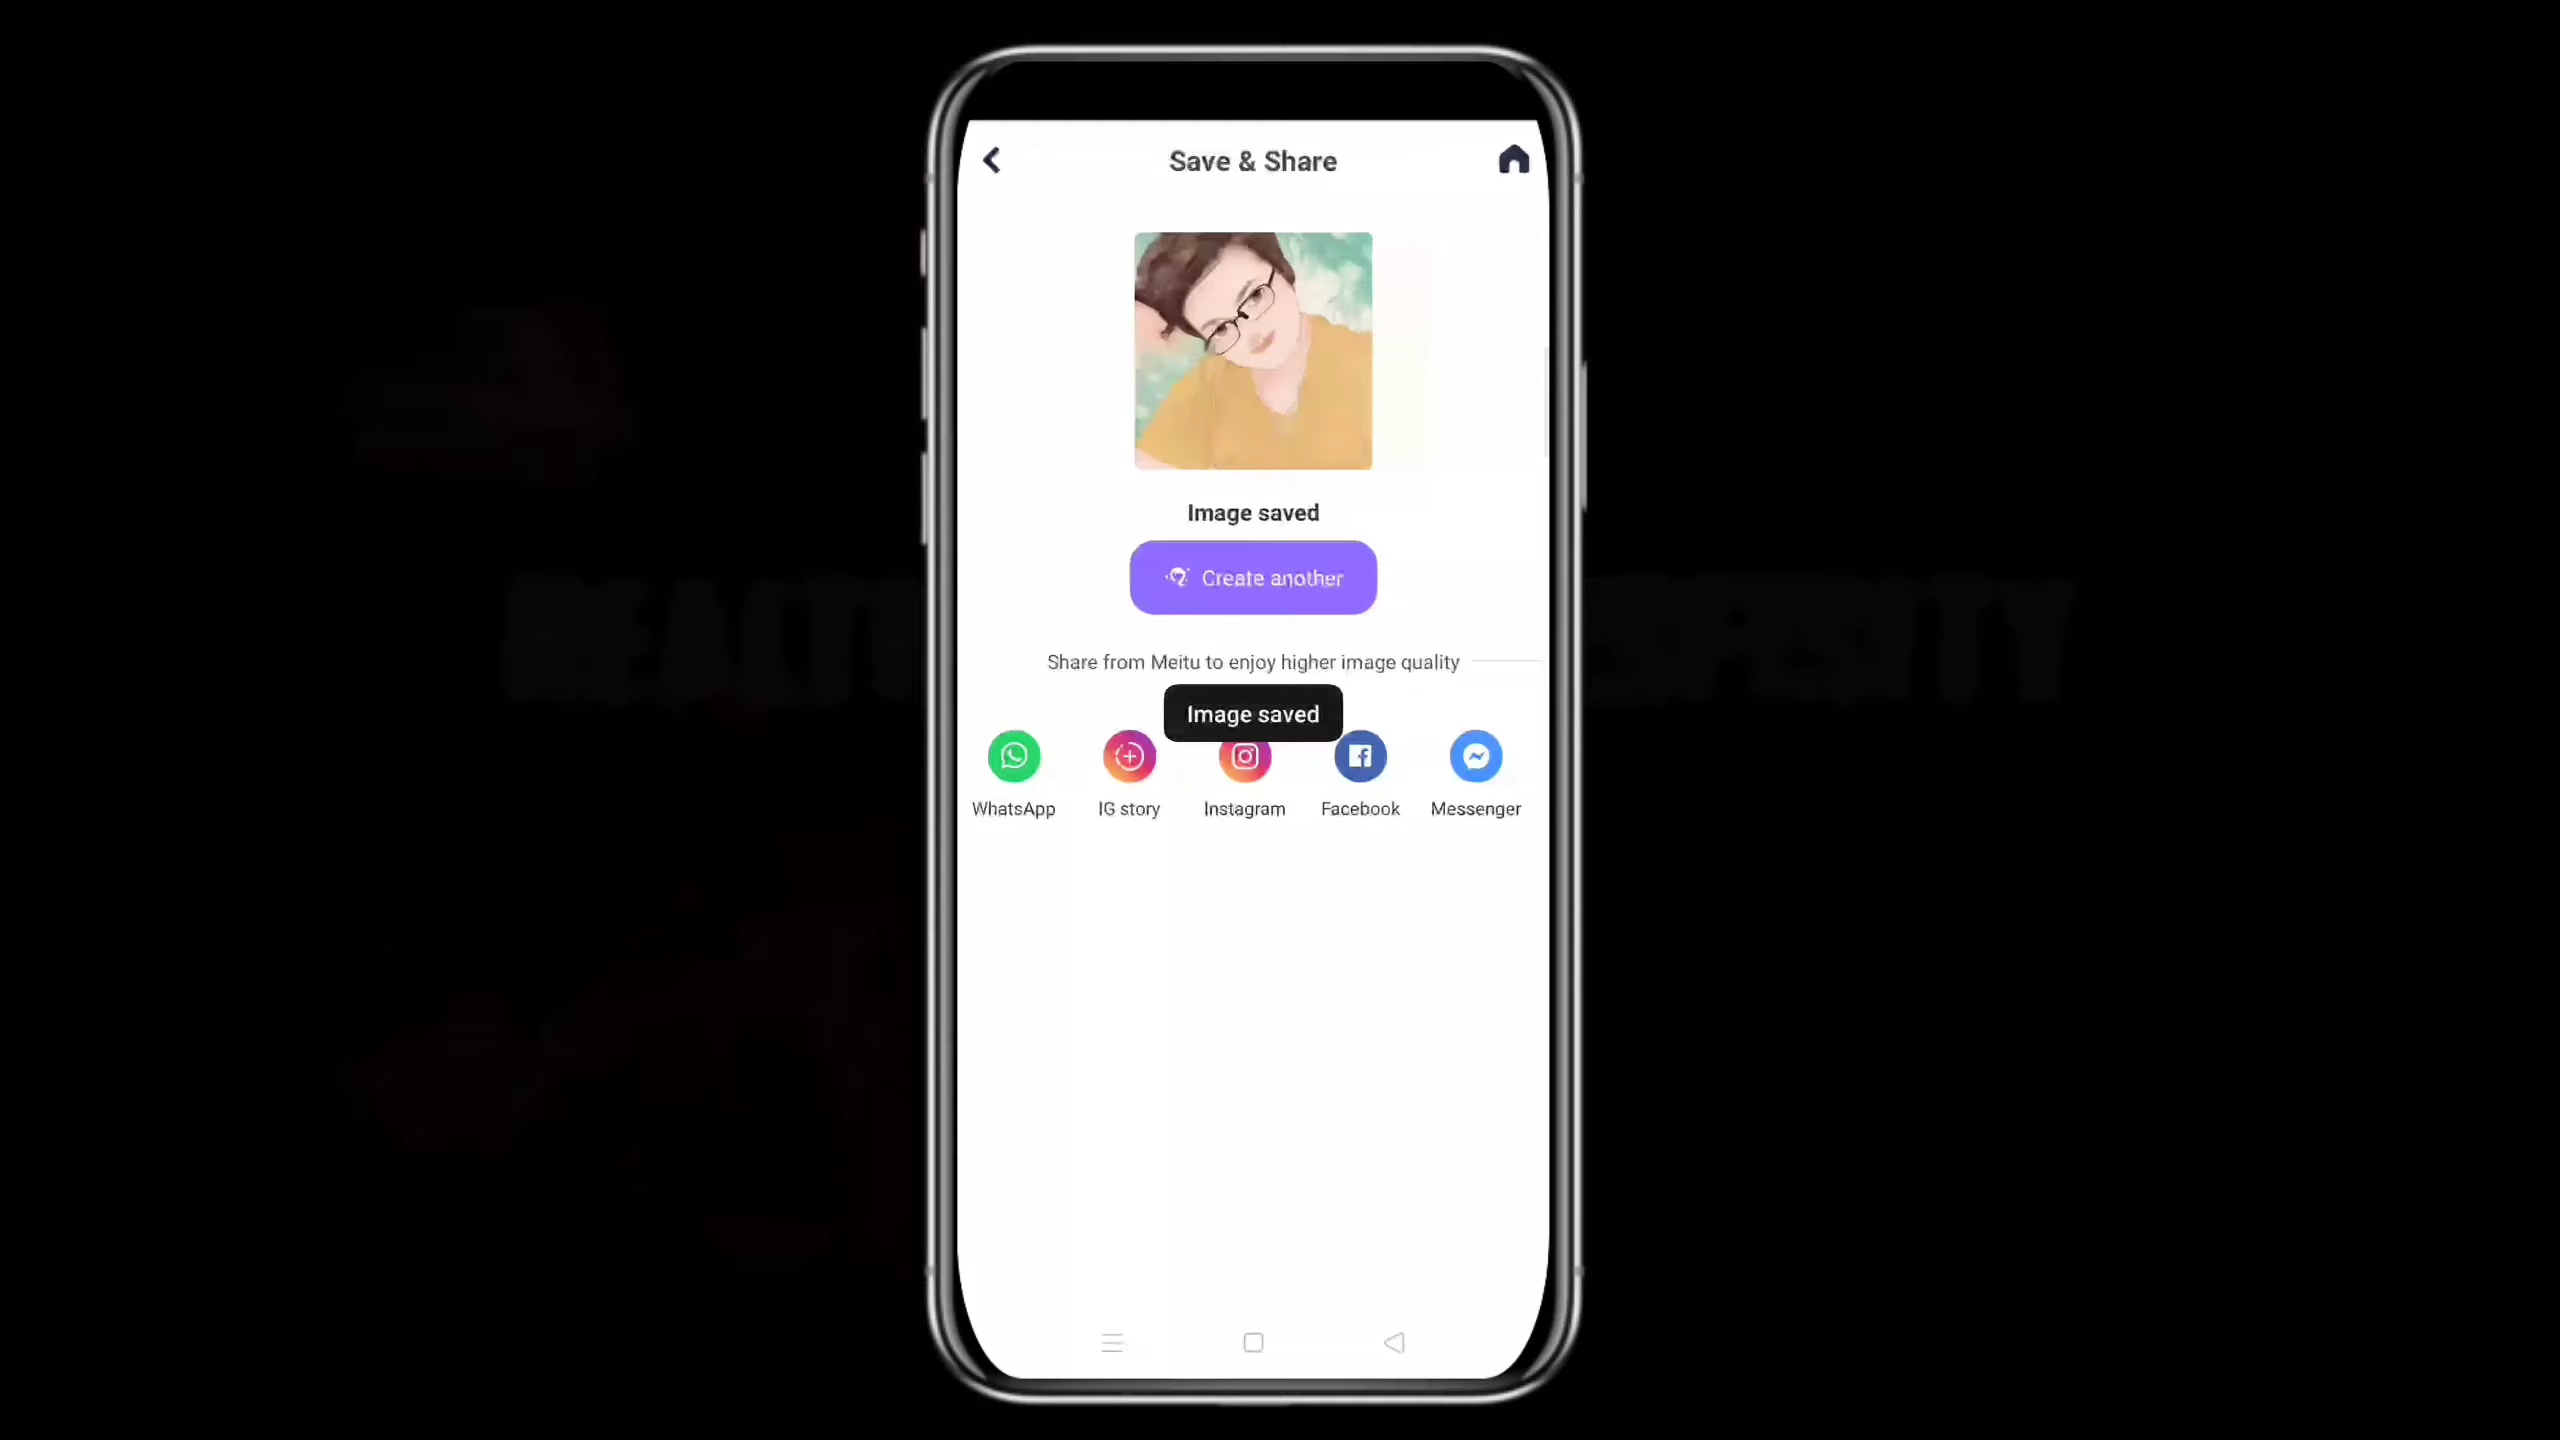 Save & Share
Image saved
Create another
Share from Meitu to enjoy higher image quality
Image saved
WhatsApp
IG story
Instagram
Facebook
Messenger